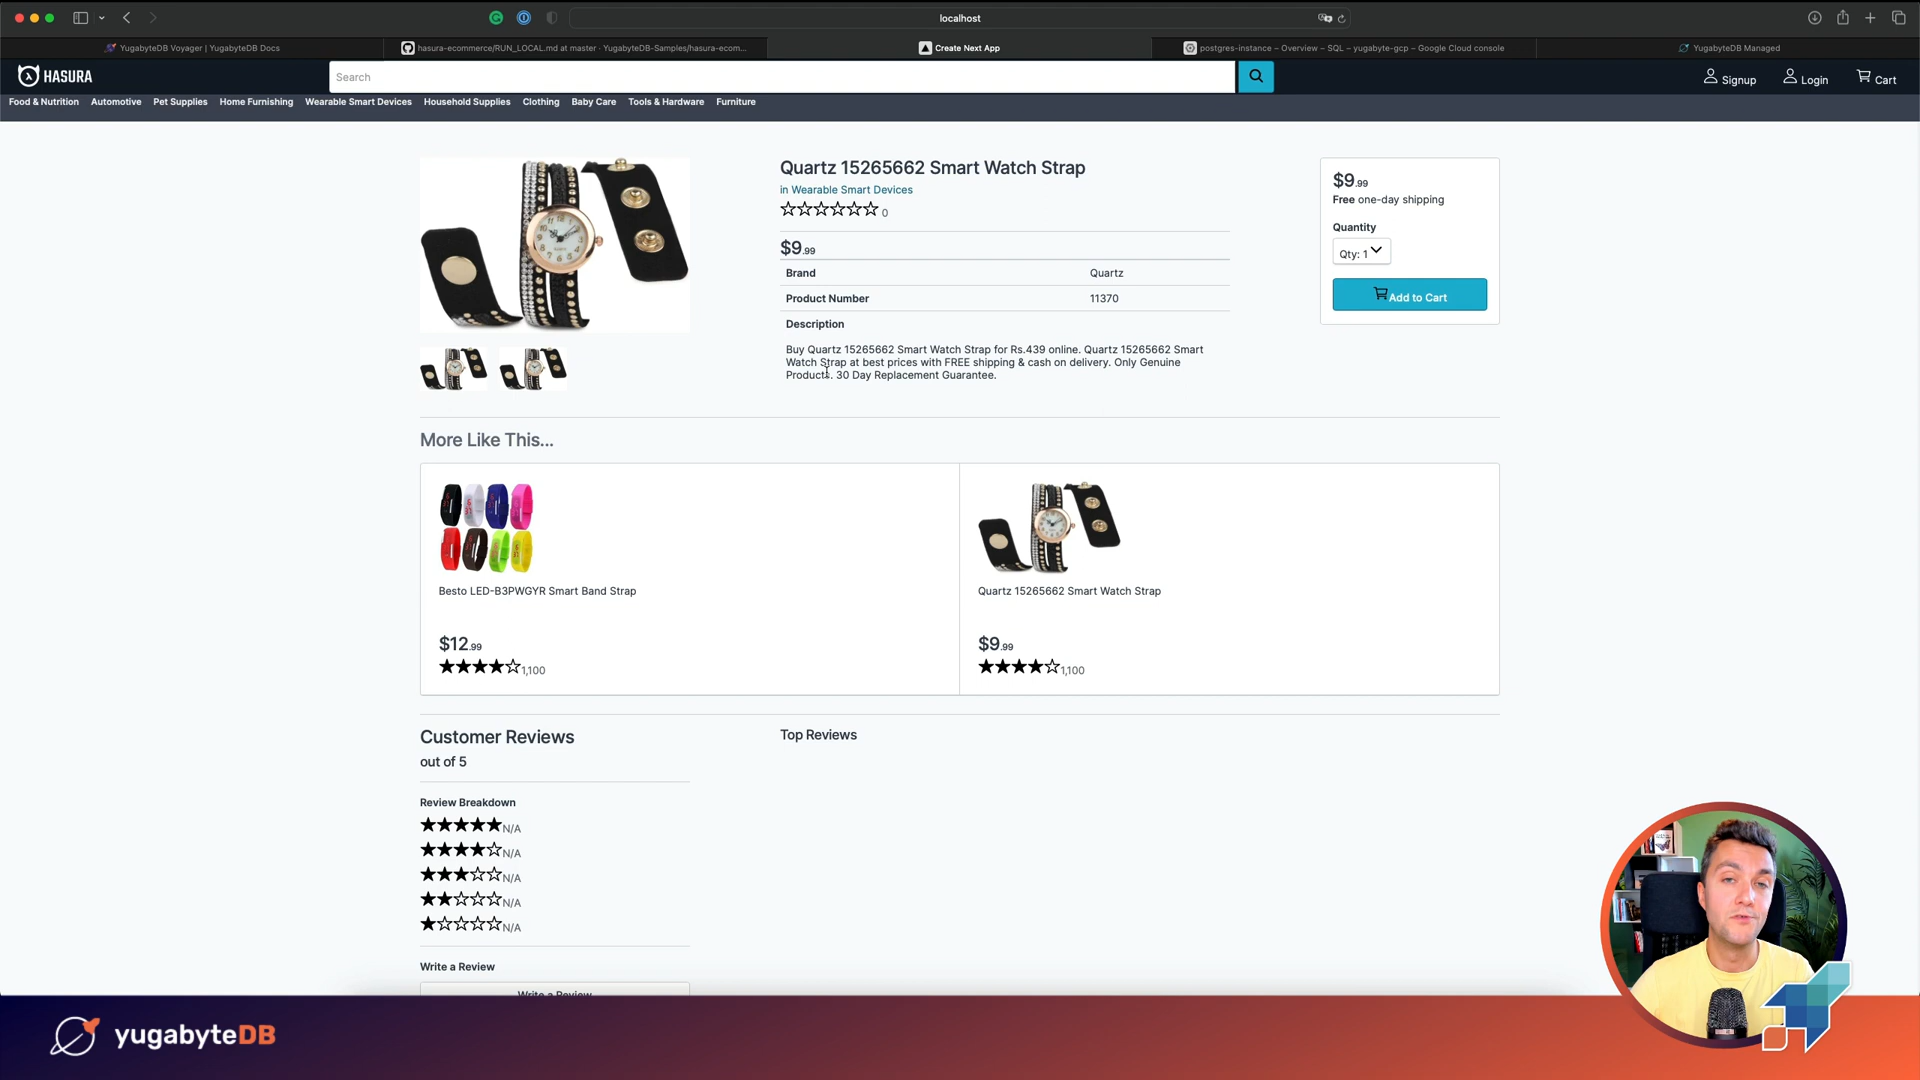 localhost
YugabyteDB Voyager | YugabyteDB Docs
hasura-ecommerce/RUN_LOCAL.md at master · YugabyteDB-Samples/hasura-ecom...
Create Next App
postgres-instance – Overview – SQL – yugabyte-gcp – Google Cloud console
YugabyteDB Managed
HASURA
Search
Signup
Login
Cart
Food & Nutrition Automotive Pet Supplies Home Furnishing Wearable Smart Devices Household Supplies Clothing Baby Care Tools & Hardware Furniture
Quartz 15265662 Smart Watch Strap
in Wearable Smart Devices
0
$9.99
Brand Quartz
Product Number 11370
Description
Buy Quartz 15265662 Smart Watch Strap for Rs.439 online. Quartz 15265662 Smart
Watch Strap at best prices with FREE shipping & cash on delivery. Only Genuine
Products. 30 Day Replacement Guarantee.
$9.99
Free one-day shipping
Quantity
Qty: 1
Add to Cart
More Like This...
Besto LED-B3PWGYR Smart Band Strap
$12.99
1,100
Quartz 15265662 Smart Watch Strap
$9.99
1,100
Customer Reviews
out of 5
Review Breakdown
N/A
N/A
N/A
N/A
N/A
Write a Review
Write a Review
Top Reviews
yugabyteDB